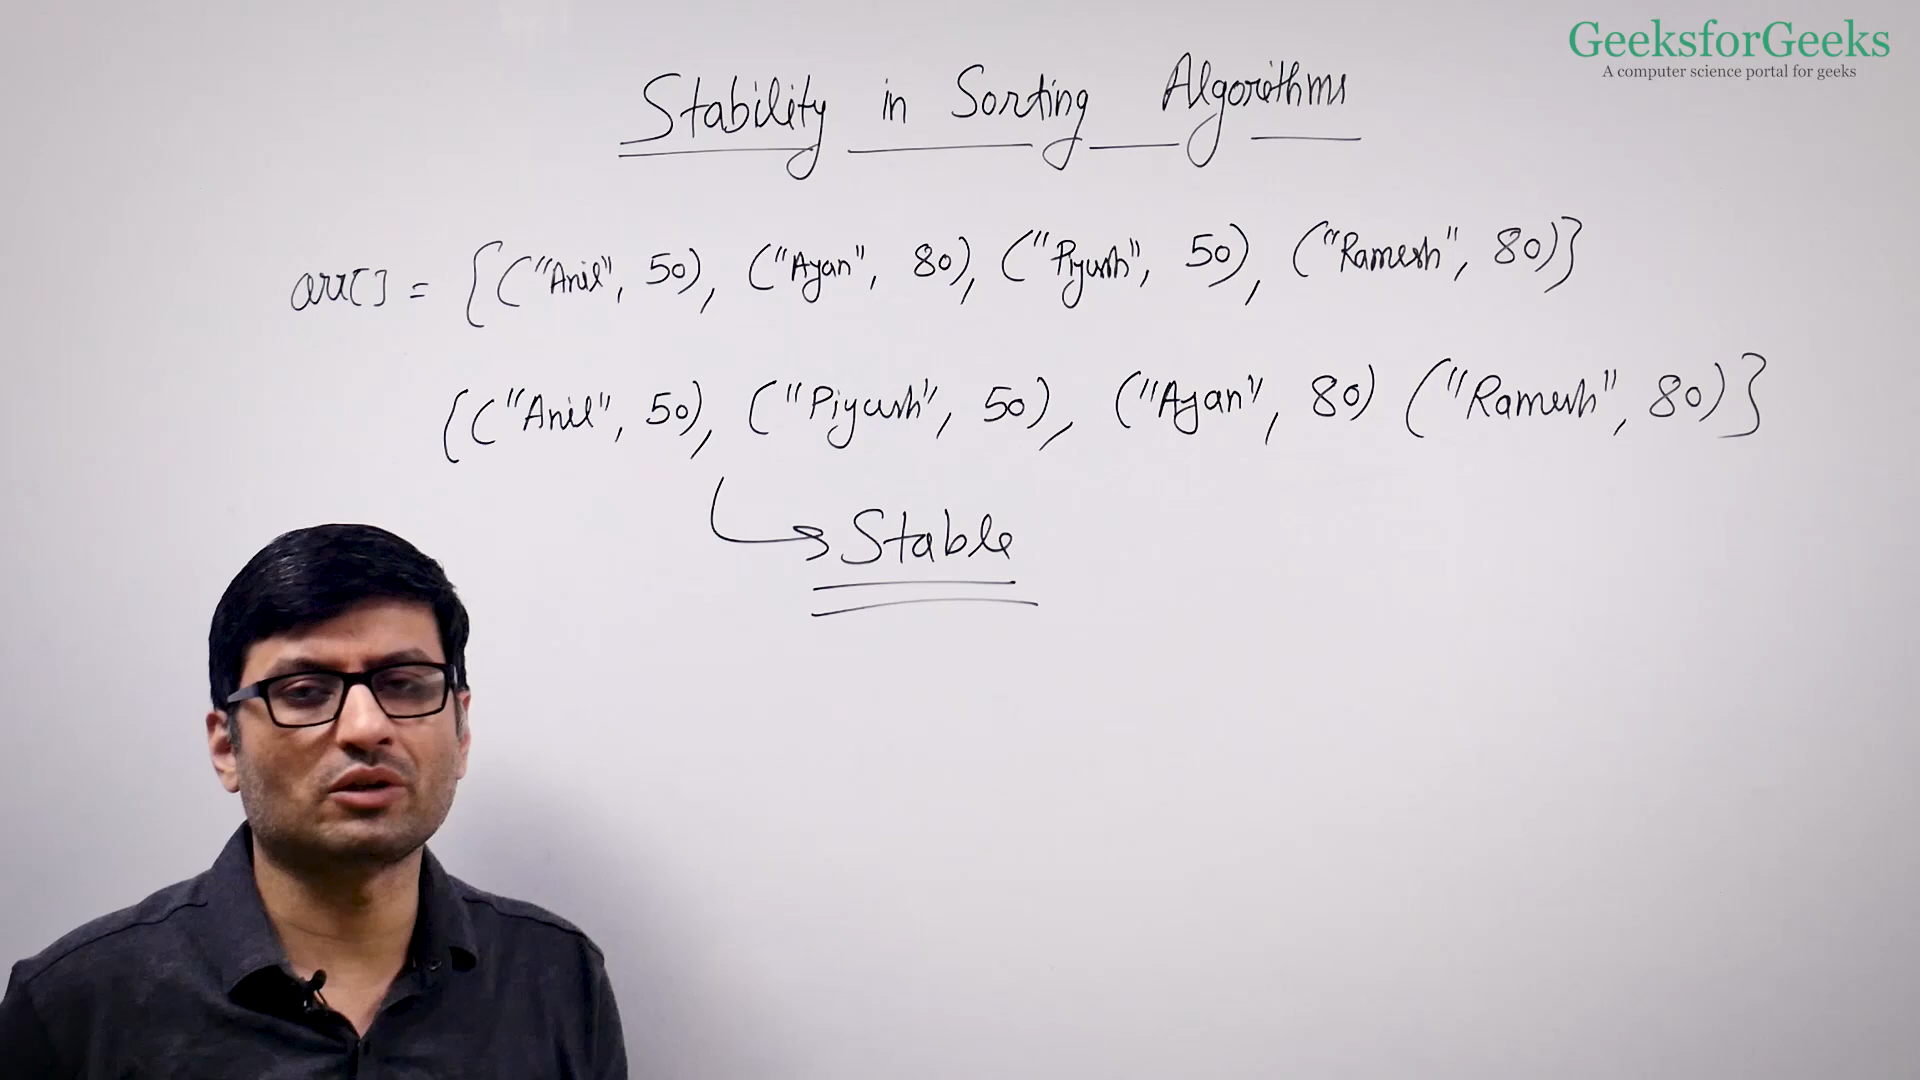 GeeksforGeeks
A computer science portal for geeks
Stability in Sorting Algorithms
arr[] = {("Anil", 50), ("Ayan", 80), ("Piyush", 50), ("Ramesh", 80)}
{("Anil", 50), ("Piyush", 50), ("Ayan", 80) ("Ramesh", 80)}
Stable